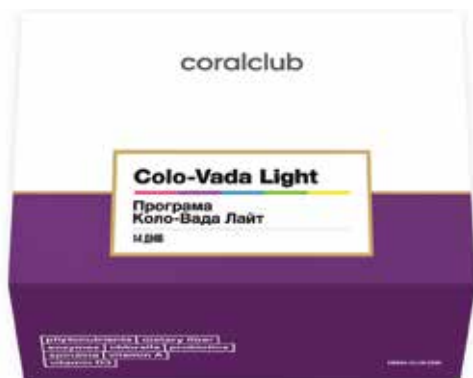 coralclub
Colo-Vada Light
Програма
Коло-Вада Лайт
14 ДНІВ
phytonutrients dietary fiber
enzymes chlorella probiotics
spirulina vitamin A
vitamin D3